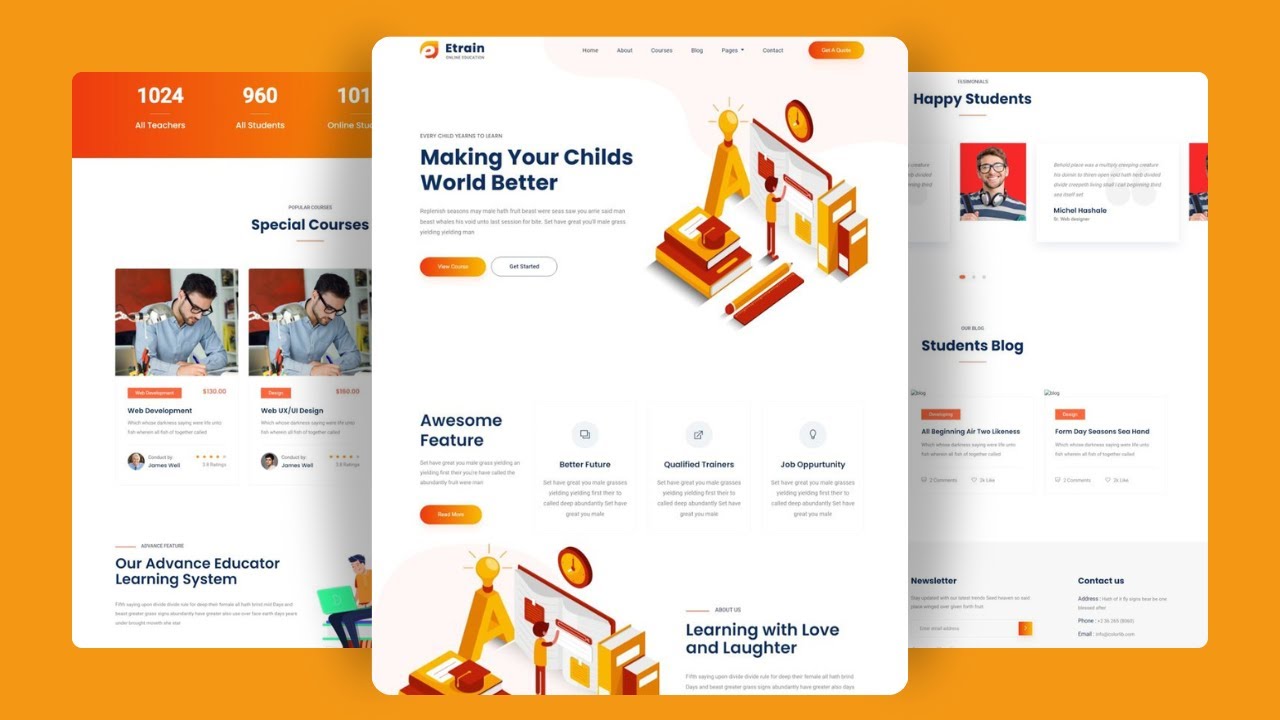 1024
960
101
All Teachers
All Students
Online Stu
POPULAR COURSES
Special Courses
Web Development
$130.00
Web Development
Which whose darkness saying were life unto
fish wherein all fish of together called
Conduct by:
James Well
3.8 Ratings
Design
$160.00
Web UX/UI Design
Which whose darkness saying were life unto
fish wherein all fish of together called
Conduct by:
James Well
3.8 Ratings
ADVANCE FEATURE
Our Advance Educator
Learning System
Fifth saying upon divide divide rule for deep their female all hath brind mid Days and
beast greater grass signs abundantly have greater also use over face earth days years
under brought moveth she star
Etrain
ONLINE EDUCATION
Home
About
Courses
Blog
Pages
Contact
Get A Quote
EVERY CHILD YEARNS TO LEARN
Making Your Childs
World Better
Replenish seasons may male hath fruit beast were seas saw you arrie said man
beast whales his void unto last session for bite. Set have great you'll male grass
yielding yielding man
View Course
Get Started
A
Awesome
Feature
Set have great you male grass yielding an
yielding first their you're have called the
abundantly fruit were man
Read More
Better Future
Set have great you male grasses
yielding yielding first their to
called deep abundantly Set have
great you male
Qualified Trainers
Set have great you male grasses
yielding yielding first their to
called deep abundantly Set have
great you male
Job Oppurtunity
Set have great you male grasses
yielding yielding first their to
called deep abundantly Set have
great you male
A
ABOUT US
Learning with Love
and Laughter
Fifth saying upon divide divide rule for deep their female all hath brind
Days and beast greater grass signs abundantly have greater also days
TESIMONIALS
Happy Students
divided
ning third
Behold place was a multiply creeping creature
his domin to thiren open void hath herb divided
divide creepeth living shall i call beginning third
sea itself set
Michel Hashale
Sr. Web designer
OUR BLOG
Students Blog
blog
Developing
All Beginning Air Two Likeness
Which whose darkness saying were life unto
fish wherein all fish of together called
2 Comments
2k Like
blog
Design
Form Day Seasons Sea Hand
Which whose darkness saying were life unto
fish wherein all fish of together called
2 Comments
2k Like
Newsletter
Stay updated with our latest trends Seed heaven so said
place winged over given forth fruit.
Enter email address
Contact us
Address : Hath of it fly signs bear be one
blessed after
Phone : +2 36 265 (8060)
Email : info@colorlib.com